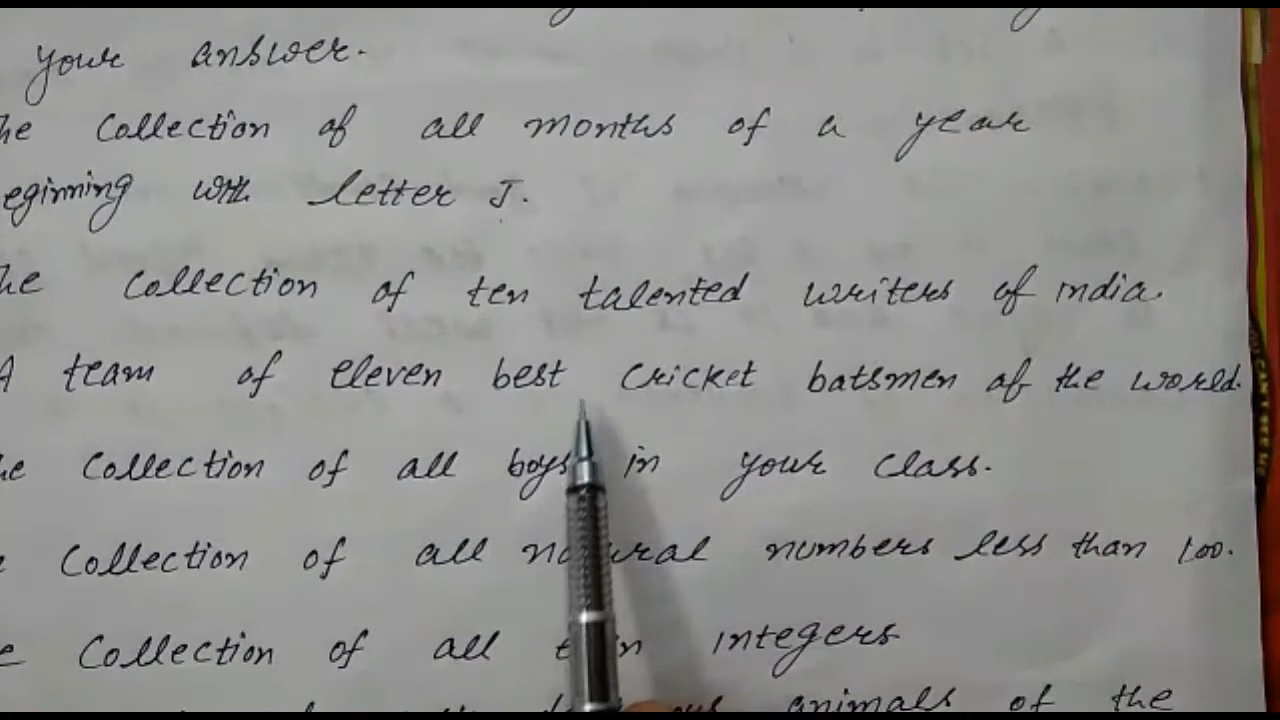 your answer.
he Collection of all months of a year
eginning with letter J.
he Collection of ten talented writers of India.
A team of eleven best cricket batsmen of the world.
he Collection of all boys in your class.
Collection of all natural numbers less than 100.
e Collection of all integers
animals of the